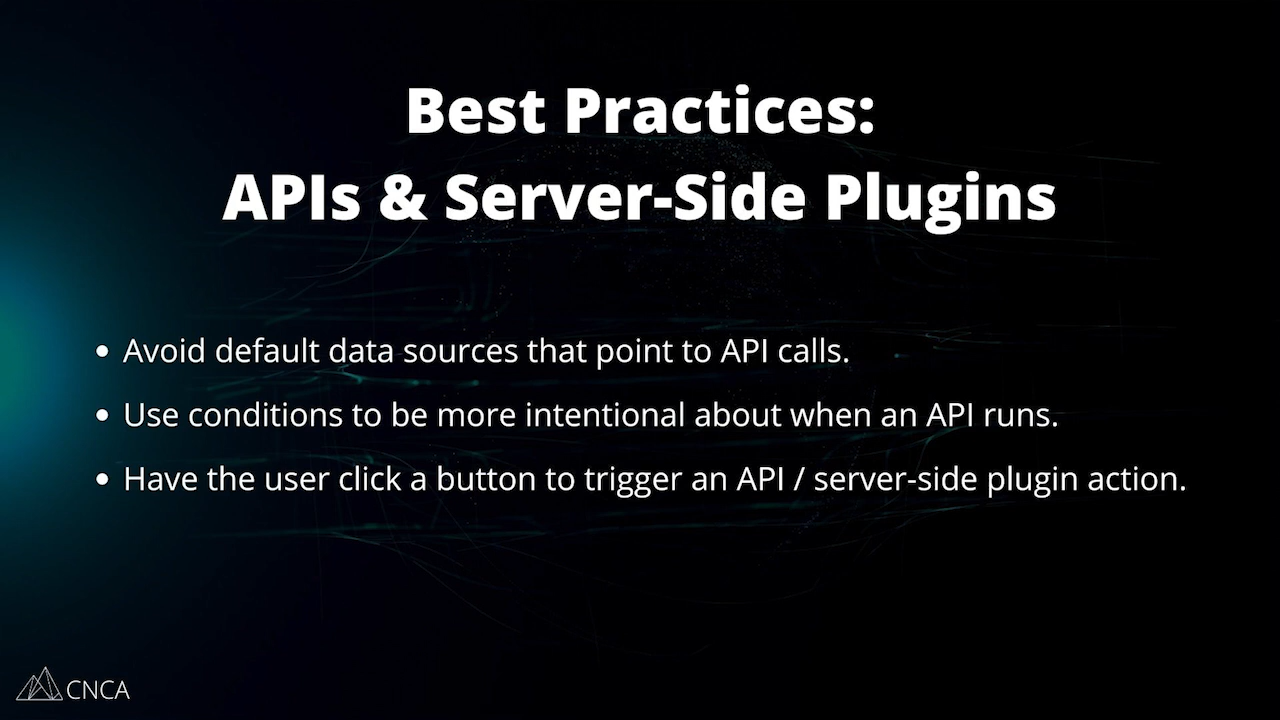 Best Practices:
APIs & Server-Side Plugins
• Avoid default data sources that point to API calls.
• Use conditions to be more intentional about when an API runs.
• Have the user click a button to trigger an API / server-side plugin action.
CNCA